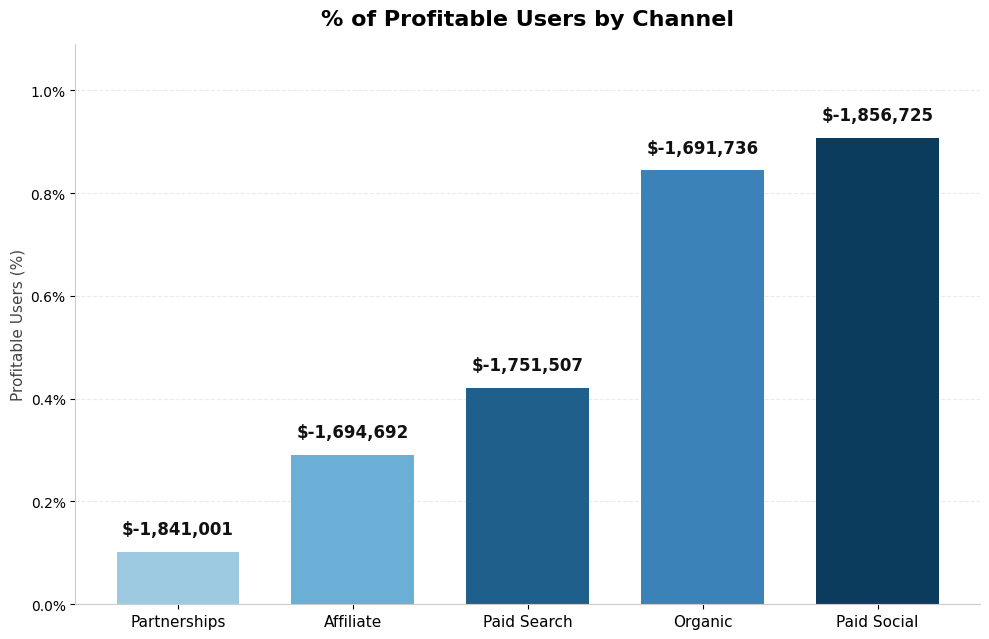 % of Profitable Users by Channel
Profitable Users (%)
1.0%
0.8%
0.6%
0.4%
0.2%
0.0%
$-1,841,001
$-1,694,692
$-1,751,507
$-1,691,736
$-1,856,725
Partnerships
Affiliate
Paid Search
Organic
Paid Social